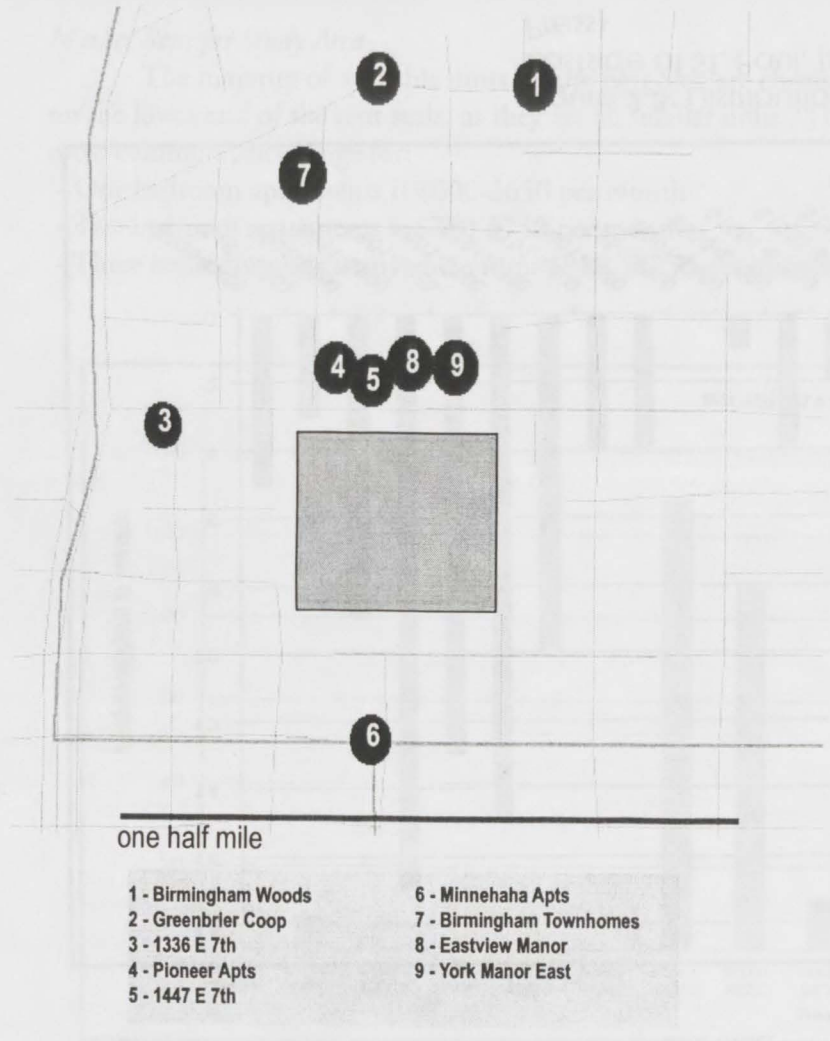 2
1
7
4
5
8
9
3
6
one half mile
1 - Birmingham Woods
2 - Greenbrier Coop
3 - 1336 E 7th
4 - Pioneer Apts
5 - 1447 E 7th
6 - Minnehaha Apts
7 - Birmingham Townhomes
8 - Eastview Manor
9 - York Manor East